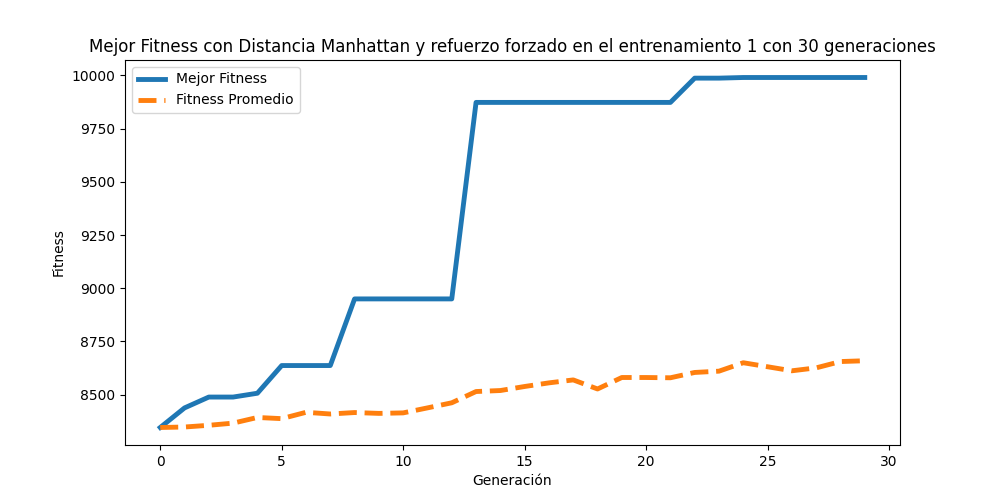 Mejor Fitness con Distancia Manhattan y refuerzo forzado en el entrenamiento 1 con 30 generaciones
Mejor Fitness
Fitness Promedio
10000
9750
9500
9250
9000
8750
8500
Fitness
0 5 10 15 20 25 30
Generación